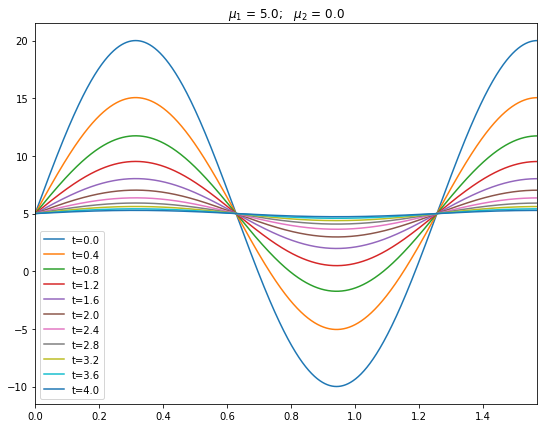 μ₁ = 5.0; μ₂ = 0.0
20
15
10
5
0
−5
−10
t=0.0
t=0.4
t=0.8
t=1.2
t=1.6
t=2.0
t=2.4
t=2.8
t=3.2
t=3.6
t=4.0
0.0 0.2 0.4 0.6 0.8 1.0 1.2 1.4